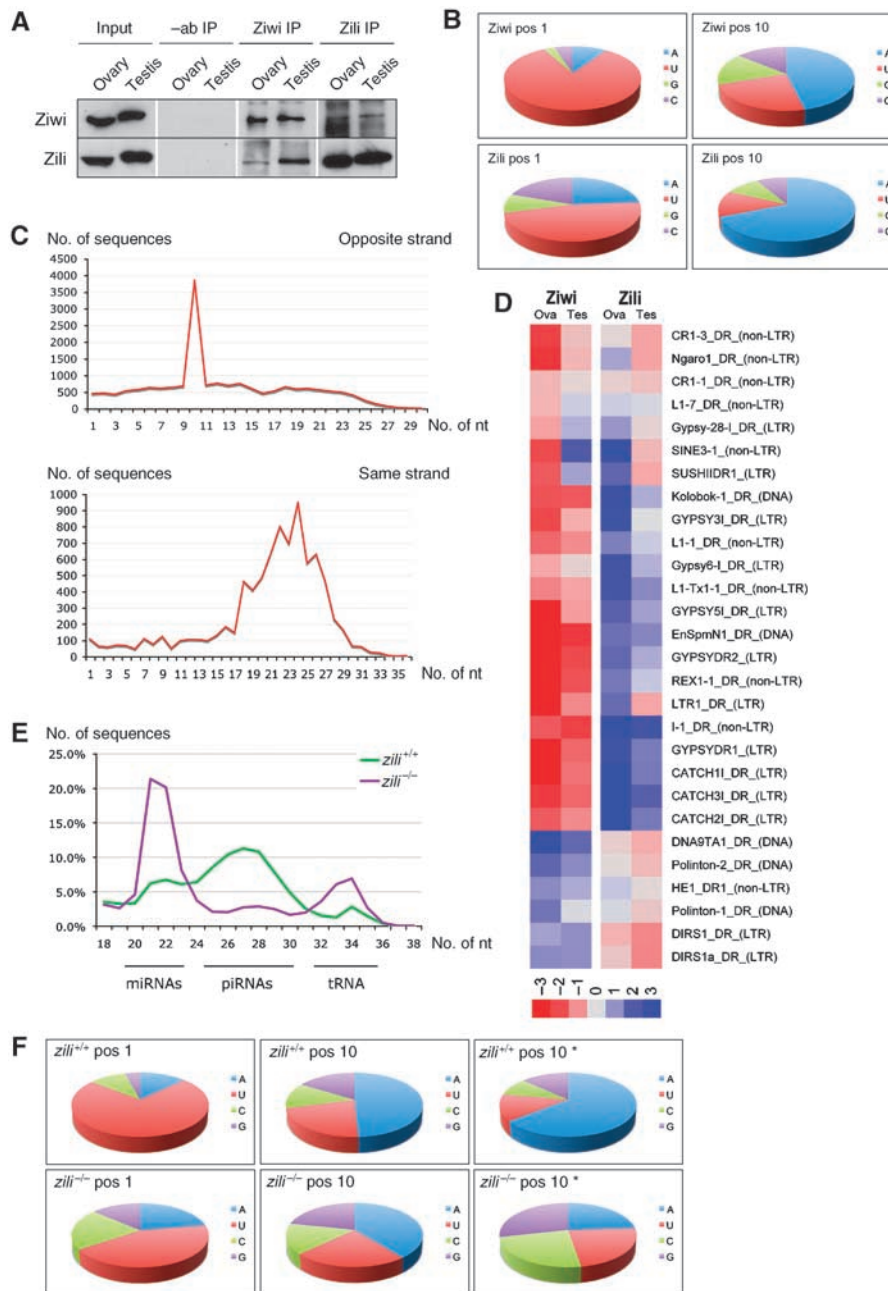 A
Input
–ab IP
Ziwi IP
Zili IP
Ovary
Testis
Ovary
Testis
Ovary
Testis
Ovary
Testis
Ziwi
Zili
B
Ziwi pos 1
A
U
G
C
Ziwi pos 10
A
U
G
C
Zili pos 1
A
U
G
C
Zili pos 10
A
U
G
C
C
No. of sequences
Opposite strand
4500
4000
3500
3000
2500
2000
1500
1000
500
0
1 3 5 7 9 11 13 15 17 19 21 23 25 27 29
No. of nt
No. of sequences
Same strand
1000
900
800
700
600
500
400
300
200
100
0
1 3 5 7 9 11 13 15 17 19 21 23 25 27 29 31 33 35
No. of nt
D
Ziwi Zili
Ova Tes Ova Tes
CR1-3_DR_(non-LTR)
Ngaro1_DR_(non-LTR)
CR1-1_DR_(non-LTR)
L1-7_DR_(non-LTR)
Gypsy-28-I_DR_(LTR)
SINE3-1_(non-LTR)
SUSHIIDR1_(LTR)
Kolobok-1_DR_(DNA)
GYPSY3I_DR_(LTR)
L1-1_DR_(non-LTR)
Gypsy6-I_DR_(LTR)
L1-Tx1-1_DR_(non-LTR)
GYPSY5I_DR_(LTR)
EnSpmN1_DR_(DNA)
GYPSYDR2_(LTR)
REX1-1_DR_(non-LTR)
LTR1_DR_(LTR)
I-1_DR_(non-LTR)
GYPSYDR1_(LTR)
CATCH1I_DR_(LTR)
CATCH3I_DR_(LTR)
CATCH2I_DR_(LTR)
DNA9TA1_DR_(DNA)
Polinton-2_DR_(DNA)
HE1_DR1_(non-LTR)
Polinton-1_DR_(DNA)
DIRS1_DR_(LTR)
DIRS1a_DR_(LTR)
–3 –2 –1 0 1 2 3
E
No. of sequences
25.0%
20.0%
15.0%
10.0%
5.0%
0.0%
zili+/+
zili–/–
18 20 22 24 26 28 30 32 34 36 38
No. of nt
miRNAs
piRNAs
tRNA
F
zili+/+ pos 1
A
U
C
G
zili+/+ pos 10
A
U
C
G
zili+/+ pos 10 *
A
U
C
G
zili–/– pos 1
A
U
C
G
zili–/– pos 10
A
U
C
G
zili–/– pos 10 *
A
U
C
G